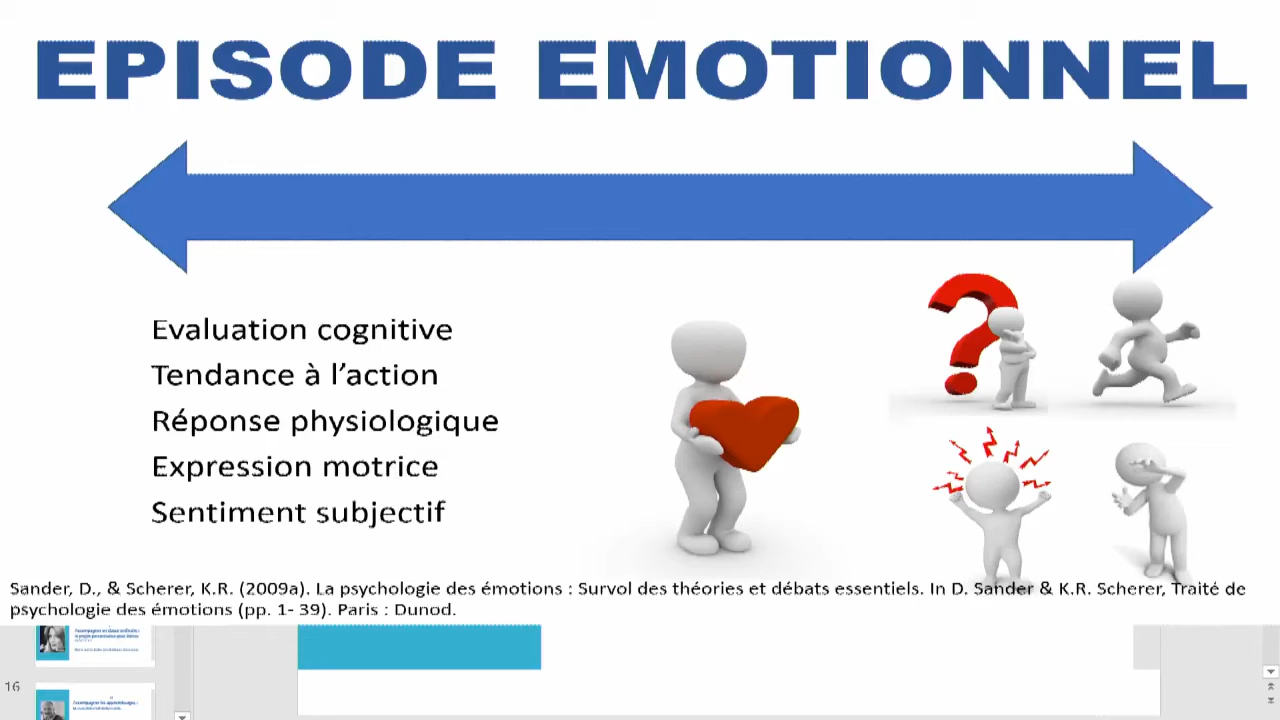 EPISODE EMOTIONNEL
Evaluation cognitive
Tendance à l'action
Réponse physiologique
Expression motrice
Sentiment subjectif
Sander, D., & Scherer, K.R. (2009a). La psychologie des émotions : Survol des théories et débats essentiels. In D. Sander & K.R. Scherer, Traité de
psychologie des émotions (pp. 1- 39). Paris : Dunod.
16